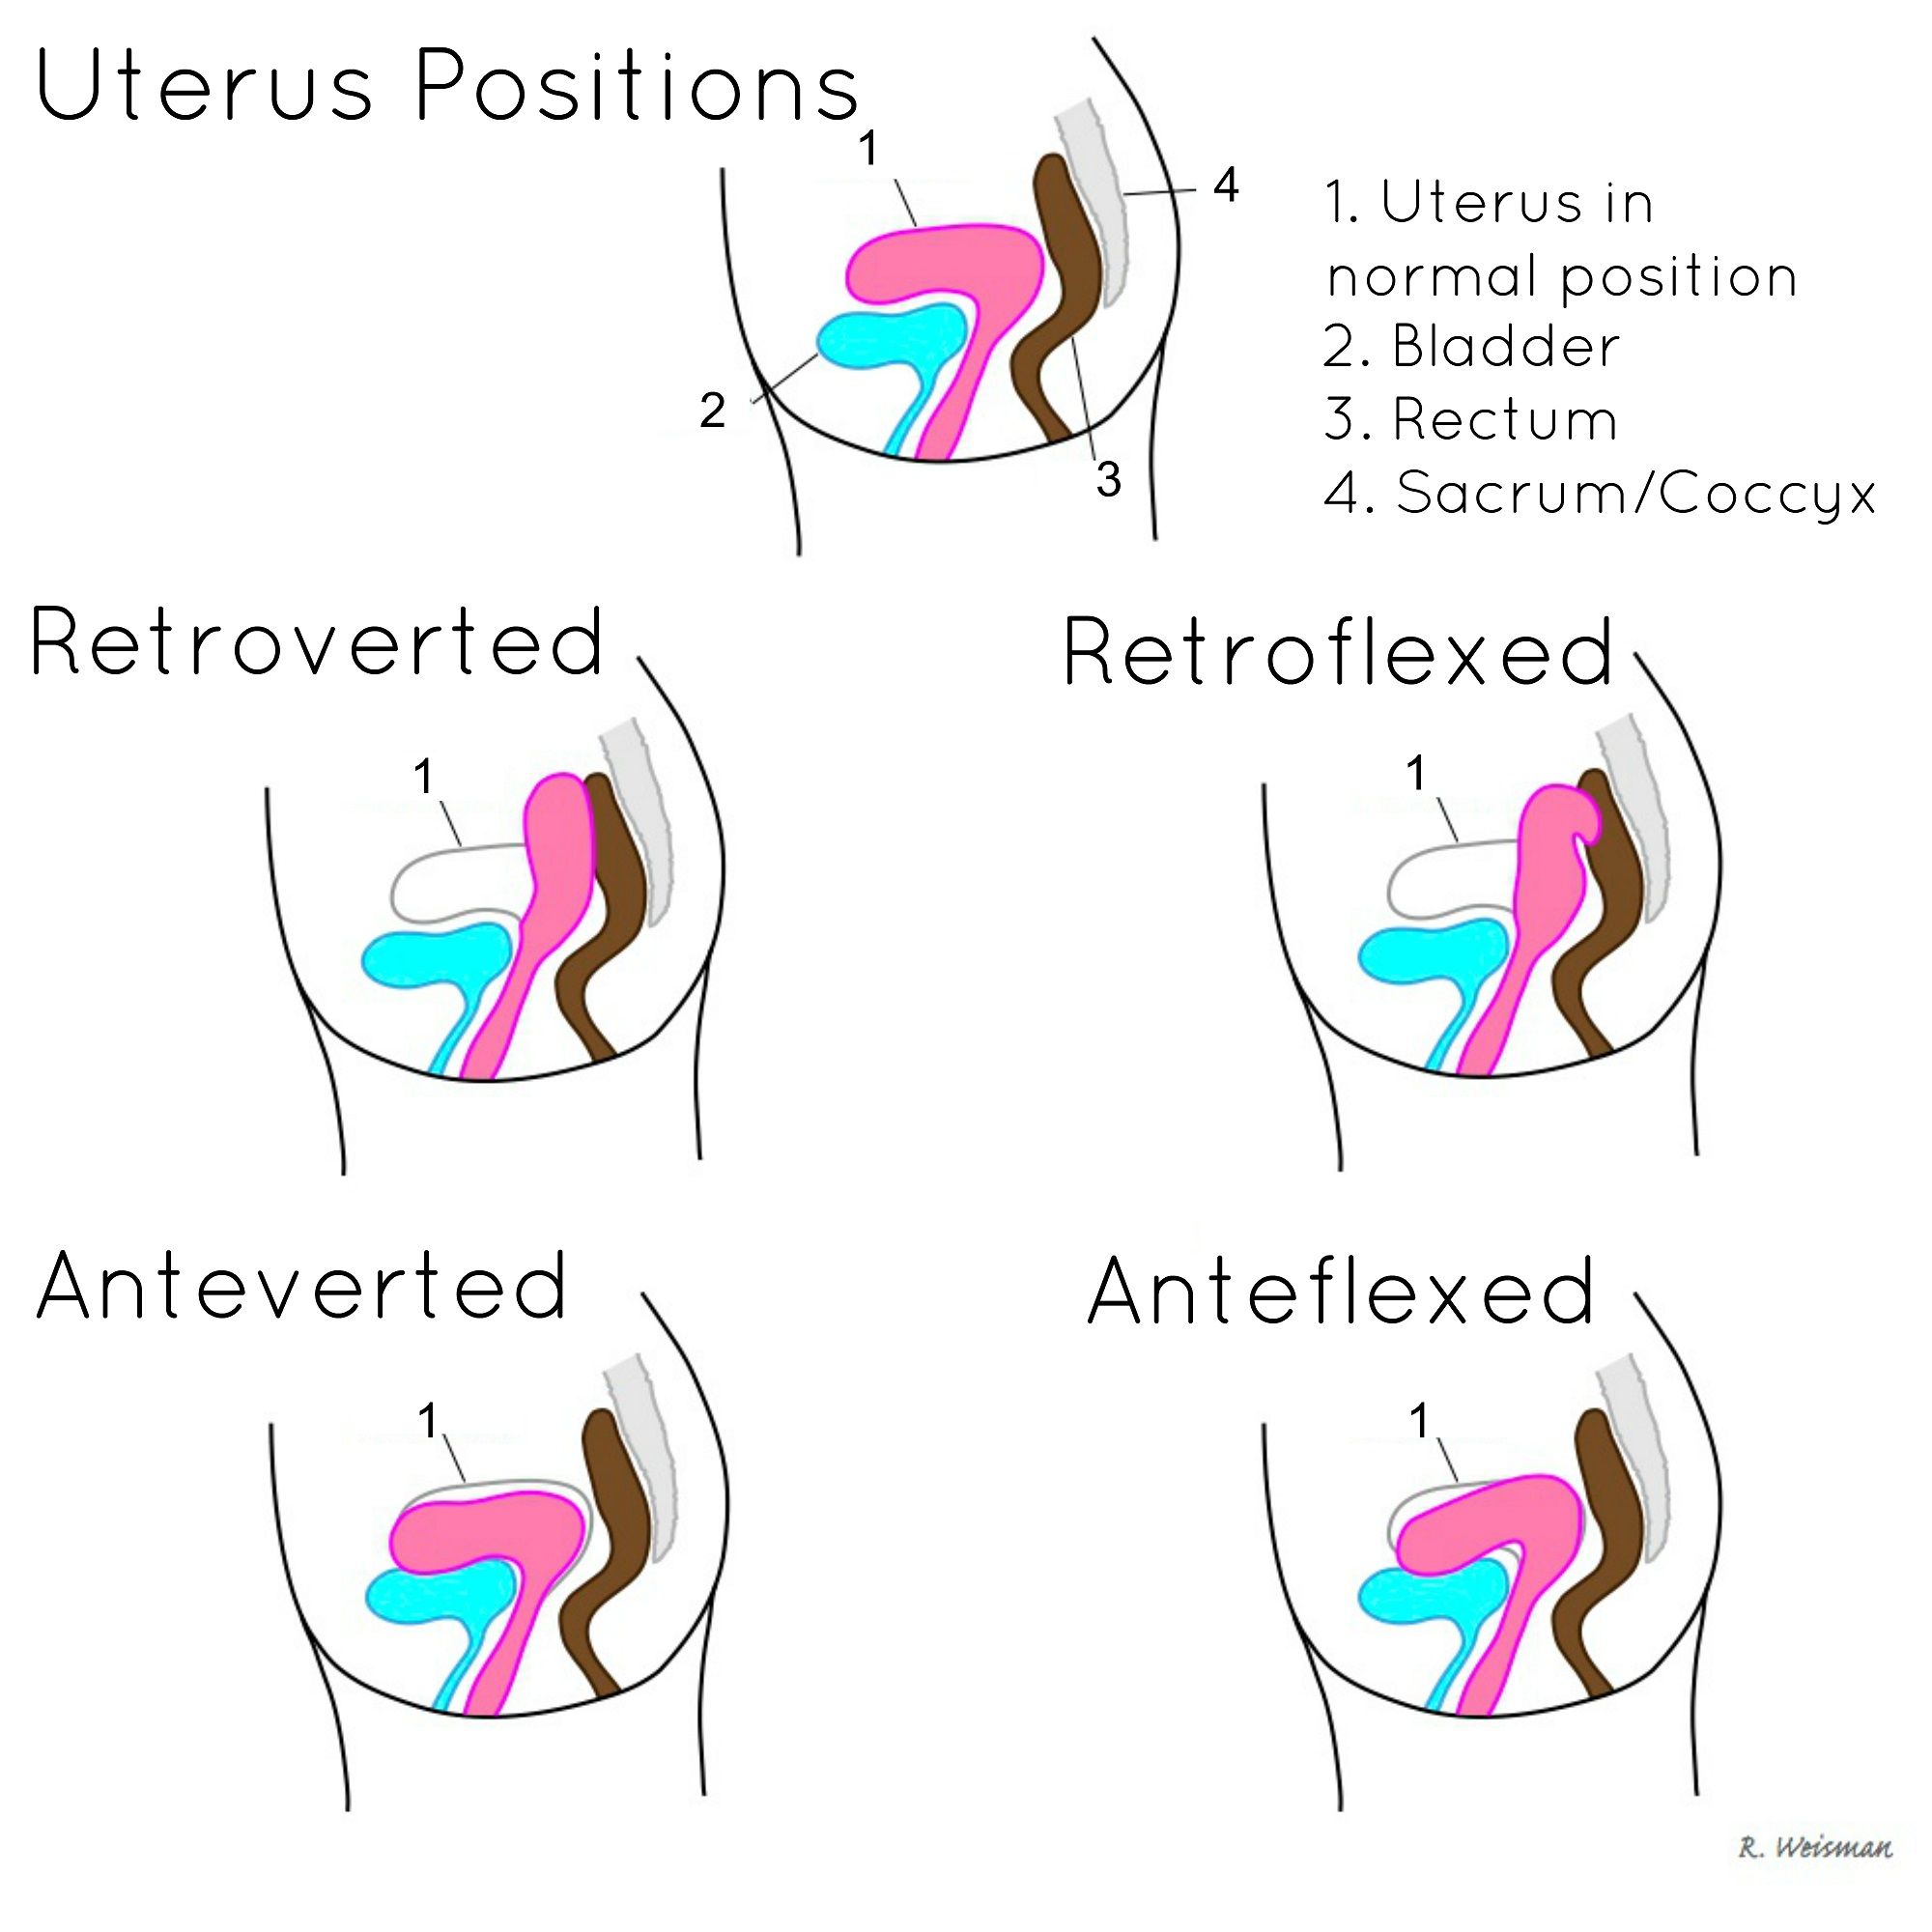 Uterus Positions
1
4
2
3
1. Uterus in
normal position
2. Bladder
3. Rectum
4. Sacrum/Coccyx
Retroverted
1
Retroflexed
1
Anteverted
1
Anteflexed
1
R. Weisman